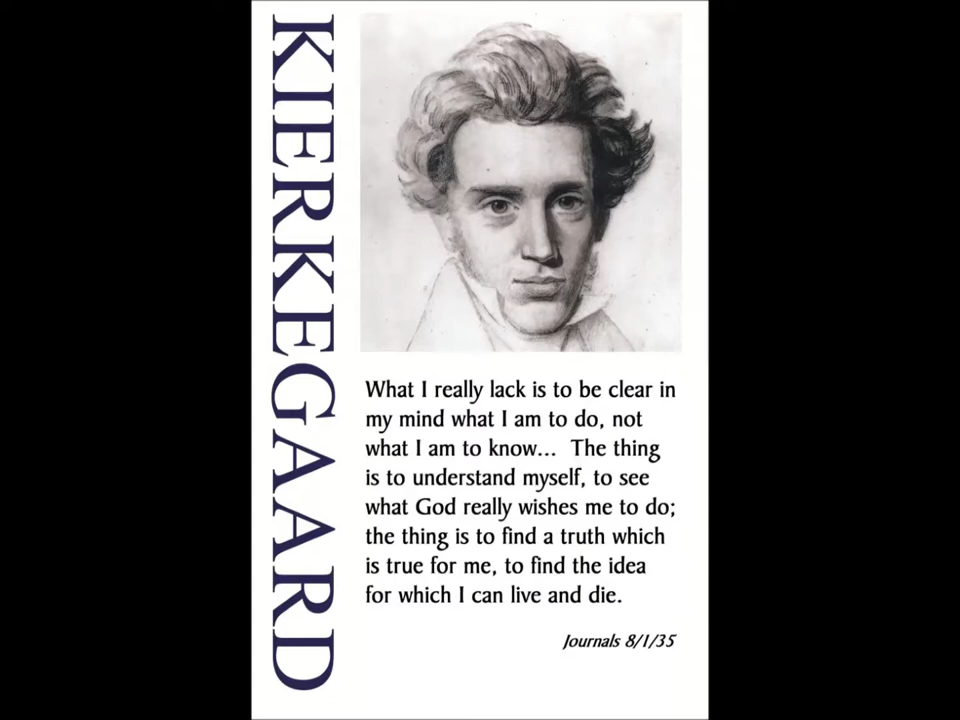 KIERKEGAARD
What I really lack is to be clear in
my mind what I am to do, not
what I am to know... The thing
is to understand myself, to see
what God really wishes me to do;
the thing is to find a truth which
is true for me, to find the idea
for which I can live and die.
Journals 8/1/35